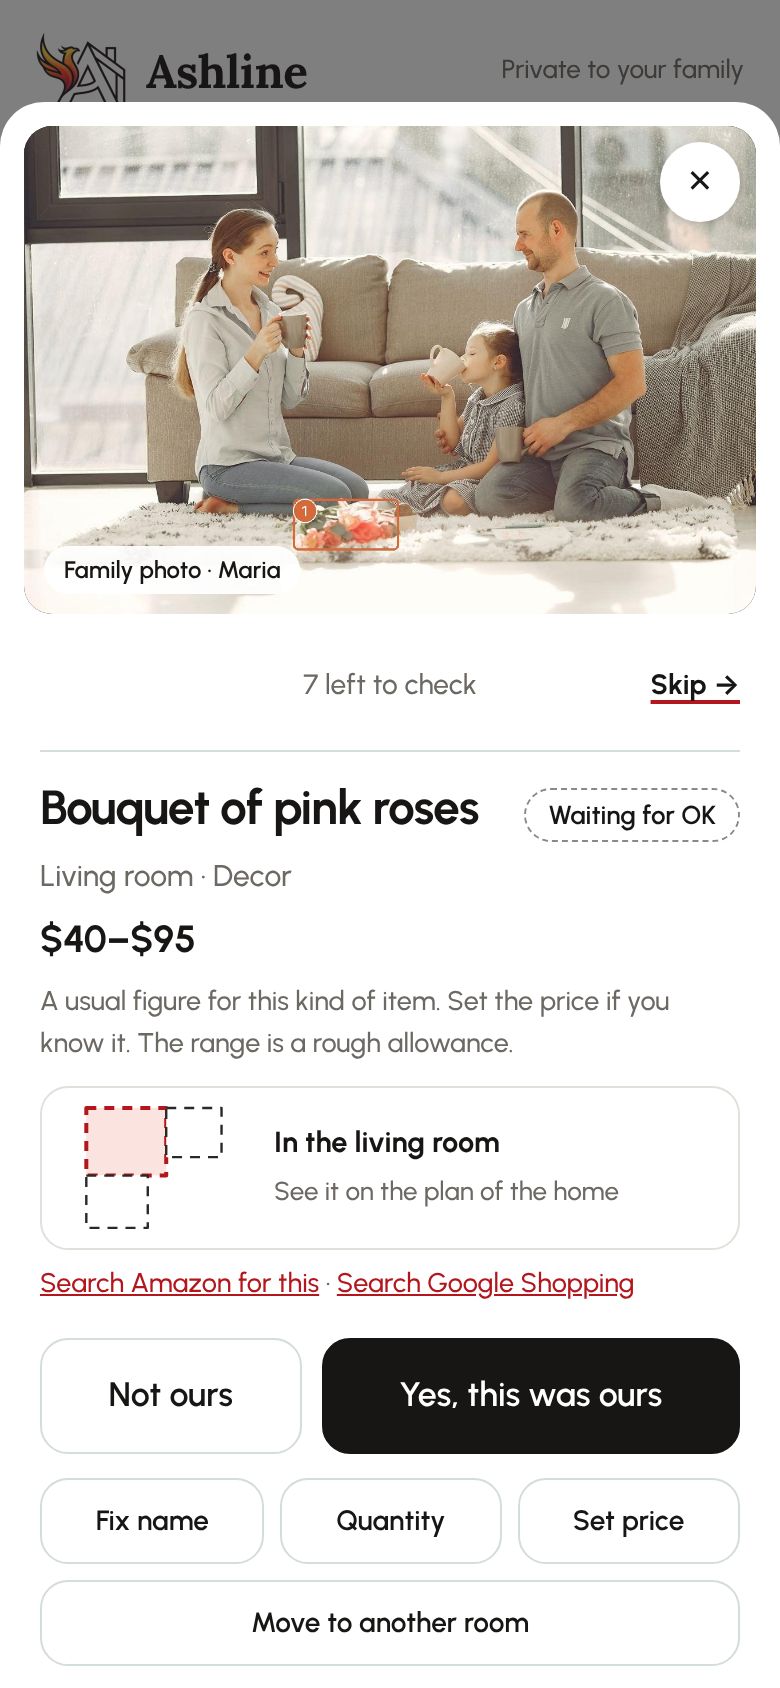 Ashline
Private to your family
×
1
Family photo · Maria
7 left to check
Skip →
Bouquet of pink roses
Waiting for OK
Living room · Decor
$40–$95
A usual figure for this kind of item. Set the price if you
know it. The range is a rough allowance.
In the living room
See it on the plan of the home
Search Amazon for this · Search Google Shopping
Not ours
Yes, this was ours
Fix name
Quantity
Set price
Move to another room